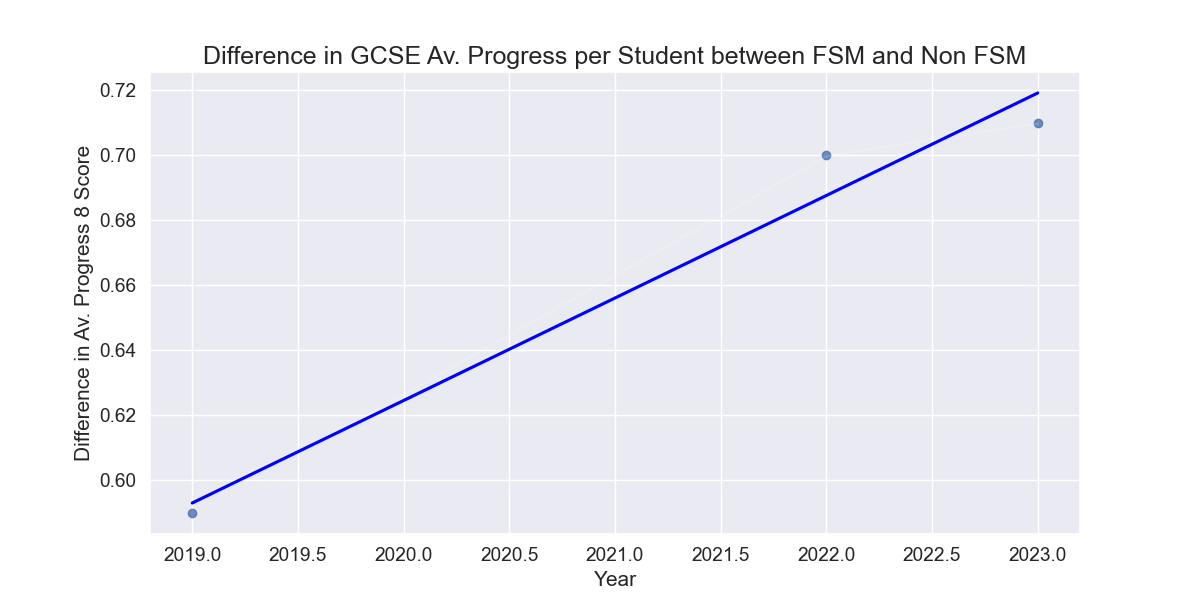 Difference in GCSE Av. Progress per Student between FSM and Non FSM
Difference in Av. Progress 8 Score
0.72
0.70
0.68
0.66
0.64
0.62
0.60
2019.0 2019.5 2020.0 2020.5 2021.0 2021.5 2022.0 2022.5 2023.0
Year